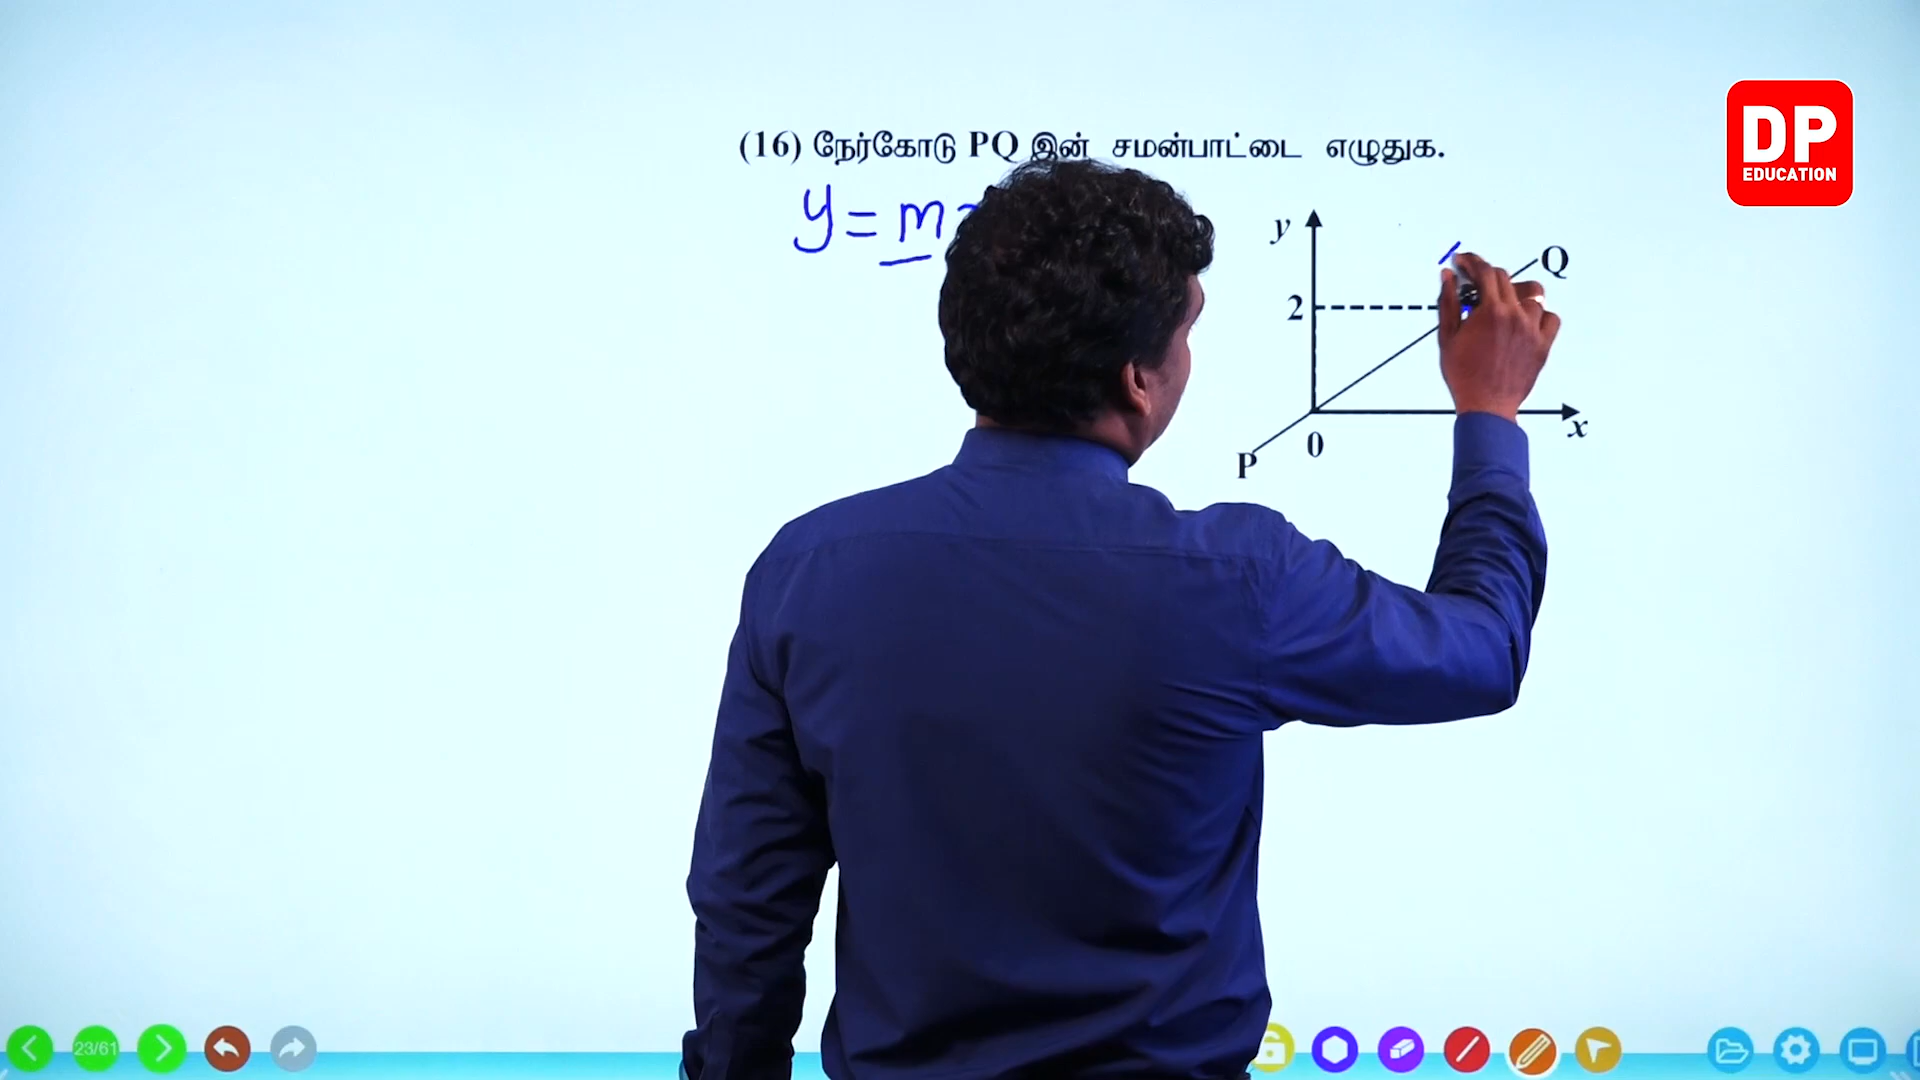 DP
EDUCATION
(16) நேர்கோடு PQ இன் சமன்பாட்டை எழுதுக.
y = m
y
Q
2
x
0
P
23/61